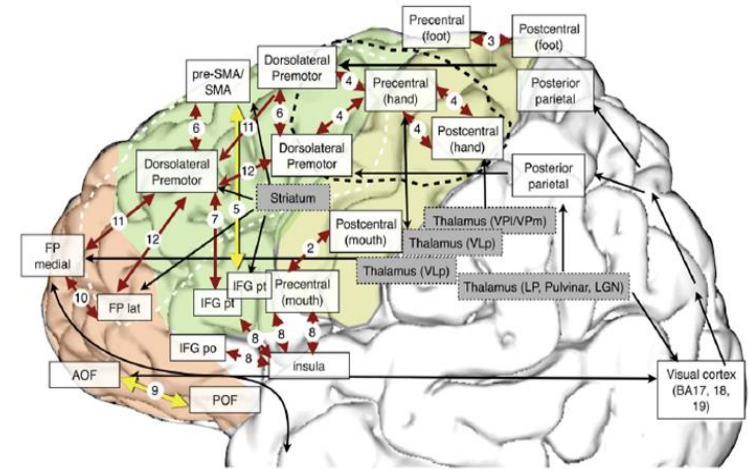 Precentral
(foot)
3
Postcentral
(foot)
pre-SMA/
SMA
Dorsolateral
Premotor
4
Precentral
(hand)
4
Posterior
parietal
6
11
6
4
4
Postcentral
(hand)
Dorsolateral
Premotor
12
Dorsolateral
Premotor
Posterior
parietal
Striatum
11
12
7
5
2
Postcentral
(mouth)
Thalamus (VPl/VPm)
Thalamus (VLp)
Thalamus (VLp)
Thalamus (LP, Pulvinar, LGN)
FP
medial
10
FP lat
IFG pt
IFG pt
Precentral
(mouth)
8
8
8
IFG po
8
insula
AOF
9
POF
Visual cortex
(BA17, 18,
19)